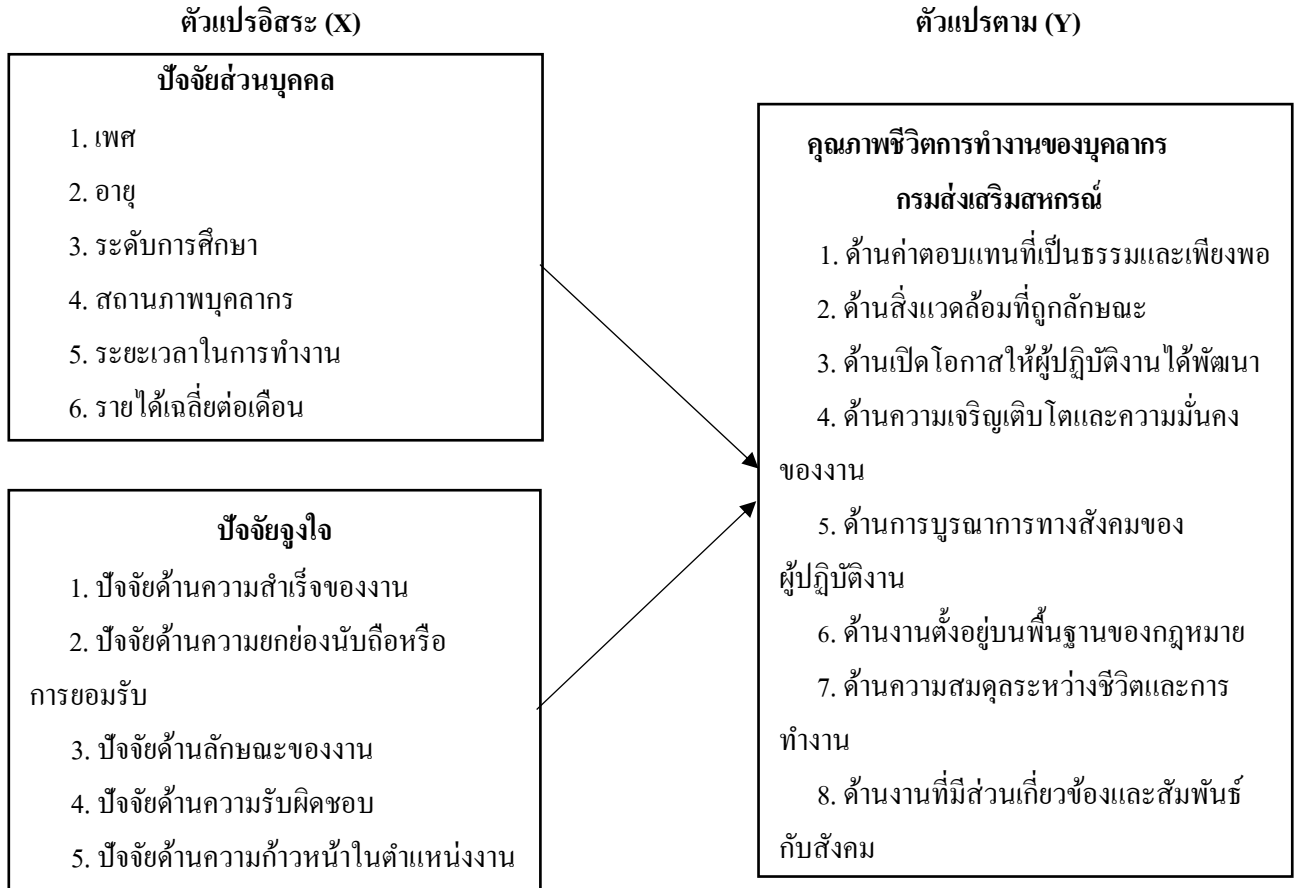 ตัวแปรอิสระ (X)
ปัจจัยส่วนบุคคล
1. เพศ
2. อายุ
3. ระดับการศึกษา
4. สถานภาพบุคลากร
5. ระยะเวลาในการทำงาน
6. รายได้เฉลี่ยต่อเดือน
ปัจจัยจูงใจ
1. ปัจจัยด้านความสำเร็จของงาน
2. ปัจจัยด้านความยกย่องนับถือหรือ
การยอมรับ
3. ปัจจัยด้านลักษณะของงาน
4. ปัจจัยด้านความรับผิดชอบ
5. ปัจจัยด้านความก้าวหน้าในตำแหน่งงาน
ตัวแปรตาม (Y)
คุณภาพชีวิตการทำงานของบุคลากร
กรมส่งเสริมสหกรณ์
1. ด้านค่าตอบแทนที่เป็นธรรมและเพียงพอ
2. ด้านสิ่งแวดล้อมที่ถูกลักษณะ
3. ด้านเปิดโอกาสให้ผู้ปฏิบัติงานได้พัฒนา
4. ด้านความเจริญเติบโตและความมั่นคง
ของงาน
5. ด้านการบูรณาการทางสังคมของ
ผู้ปฏิบัติงาน
6. ด้านงานตั้งอยู่บนพื้นฐานของกฎหมาย
7. ด้านความสมดุลระหว่างชีวิตและการ
ทำงาน
8. ด้านงานที่มีส่วนเกี่ยวข้องและสัมพันธ์
กับสังคม